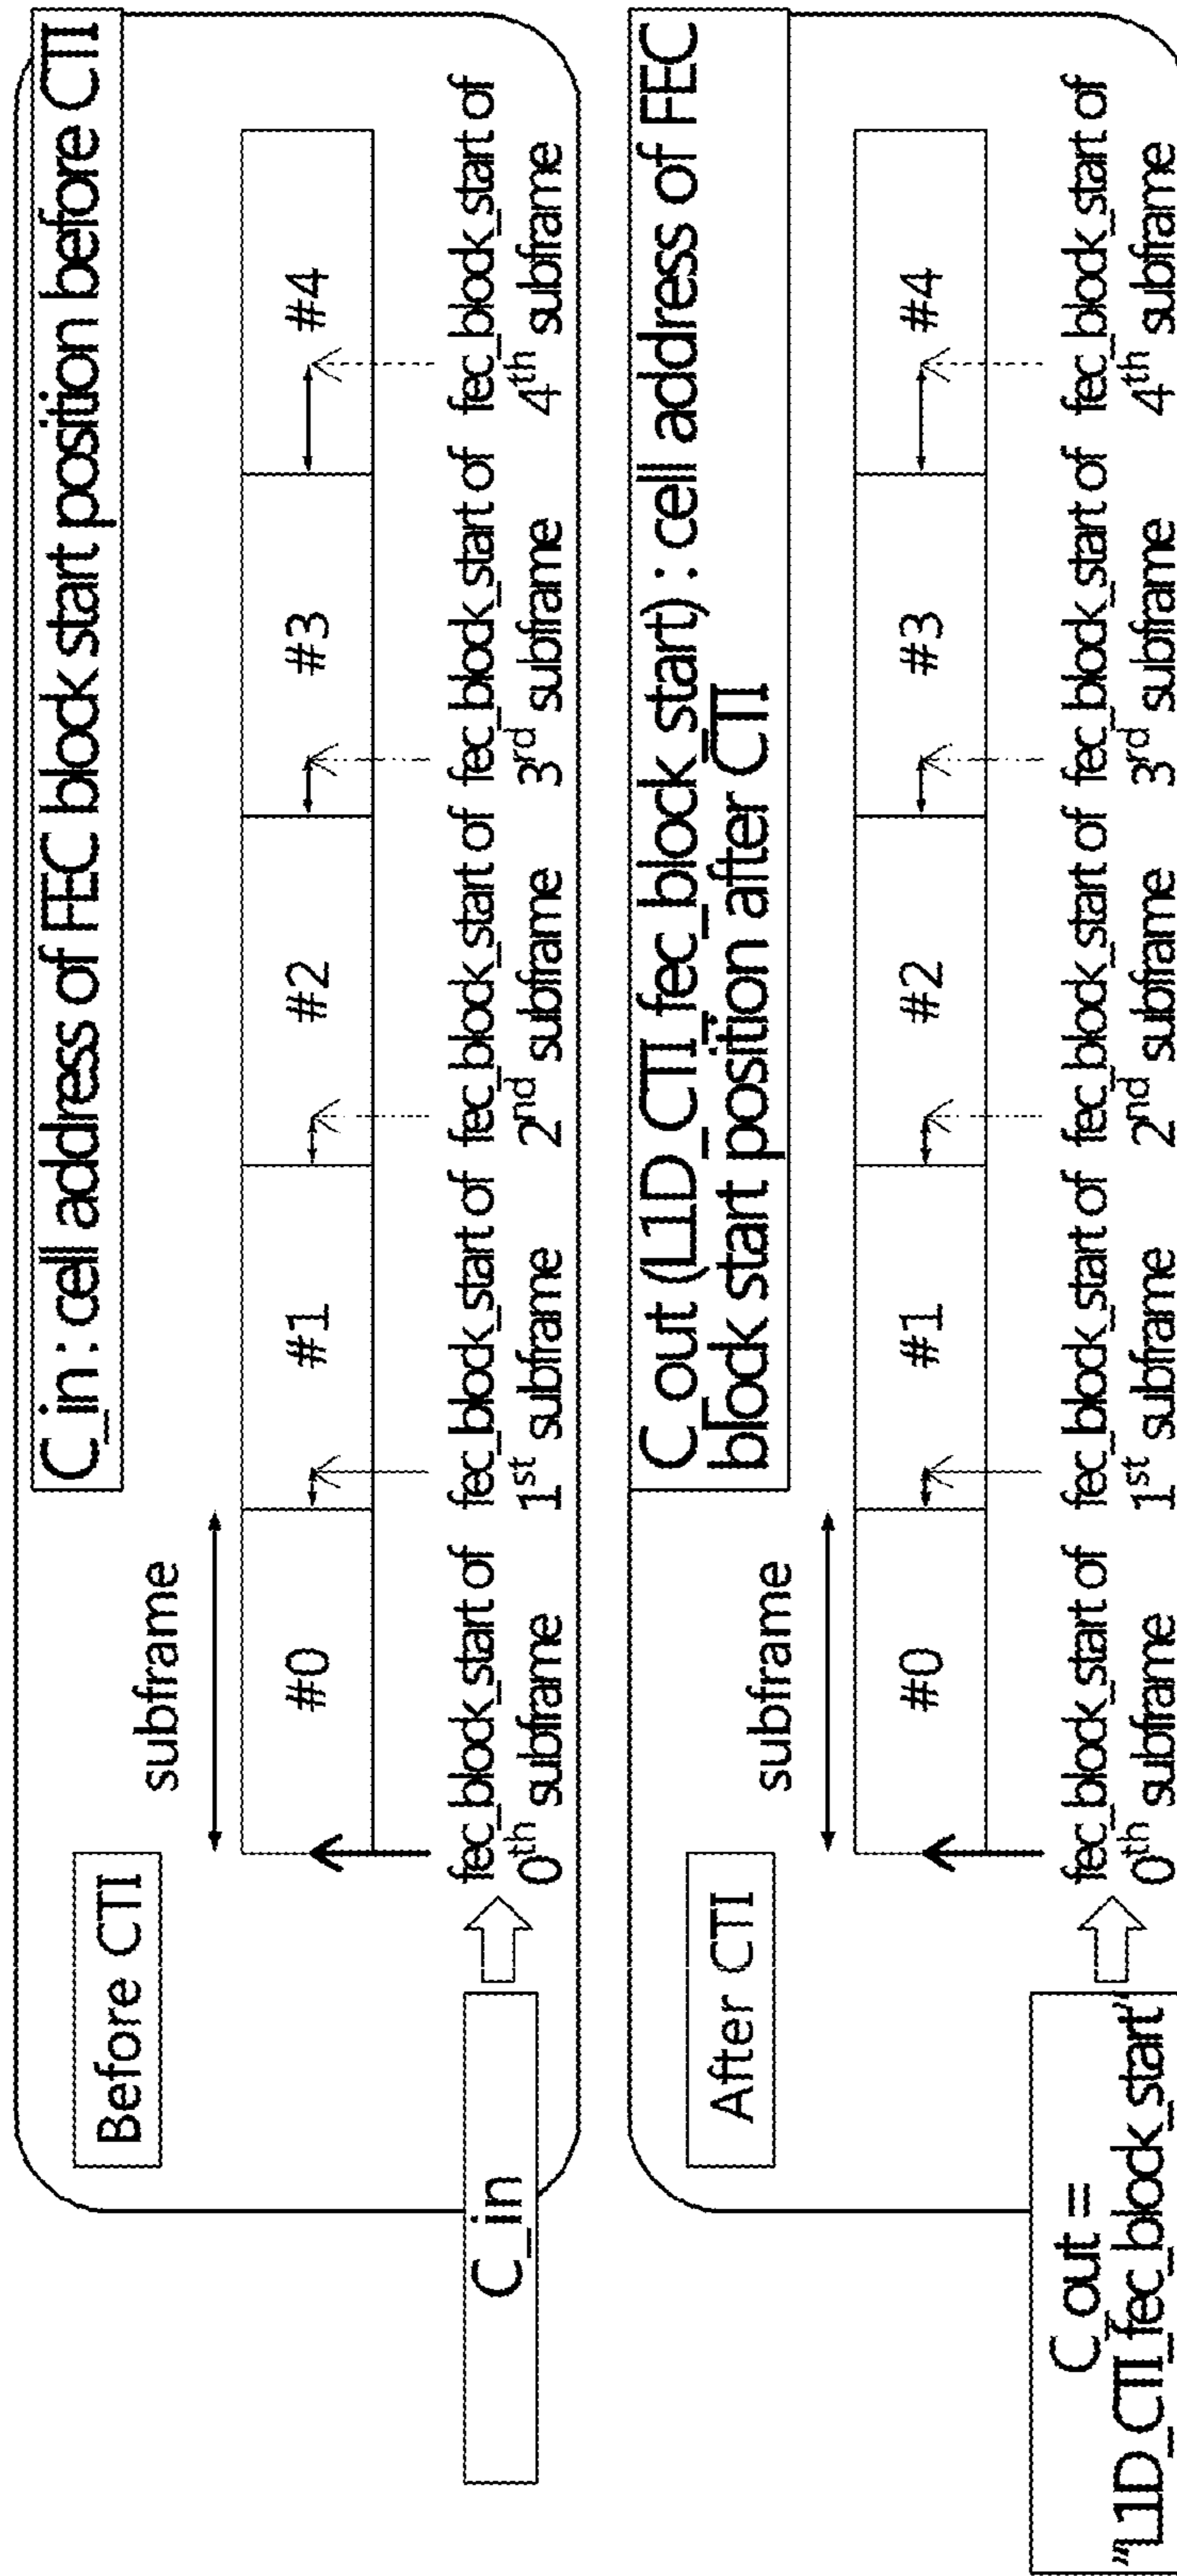 C_in : cell address of FEC block start position before CTI
Before CTI
subframe
#0
#1
#2
#3
#4
fec_block_start of
0th subframe
fec_block_start of
1st subframe
fec_block_start of
2nd subframe
fec_block_start of
3rd subframe
fec_block_start of
4th subframe
C_in
C_out (L1D_CTI_fec_block_start) : cell address of FEC
block start position after CTI
After CTI
subframe
#0
#1
#2
#3
#4
fec_block_start of
0th subframe
fec_block_start of
1st subframe
fec_block_start of
2nd subframe
fec_block_start of
3rd subframe
fec_block_start of
4th subframe
C_out =
"L1D_CTI_fec_block_start"